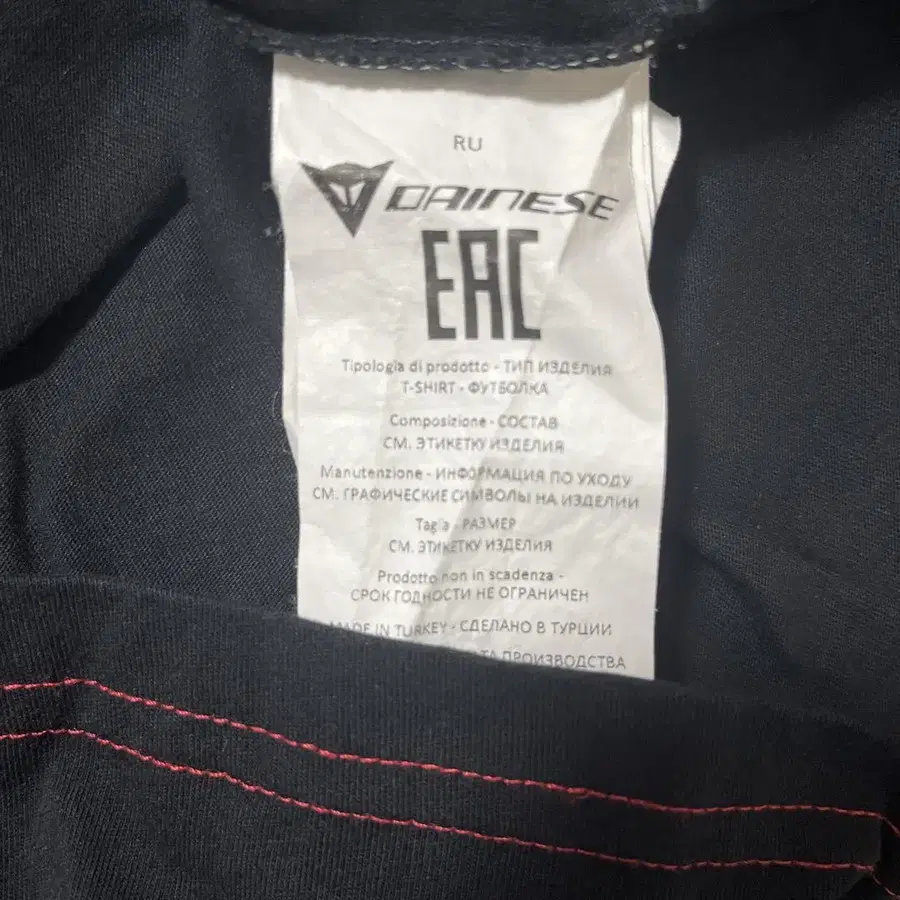 RU
DAINESE
EAC
Tipologia di prodotto - ТИП ИЗДЕЛИЯ
T-SHIRT - ФУТБОЛКА
Composizione - СОСТАВ
СМ. ЭТИКЕТКУ ИЗДЕЛИЯ
Manutenzione - ИНФОРМАЦИЯ ПО УХОДУ
СМ. ГРАФИЧЕСКИЕ СИМВОЛЫ НА ИЗДЕЛИИ
Taglia - РАЗМЕР
СМ. ЭТИКЕТКУ ИЗДЕЛИЯ
Prodotto non in scadenza -
СРОК ГОДНОСТИ НЕ ОГРАНИЧЕН
MADE IN TURKEY - СДЕЛАНО В ТУРЦИИ
ПРОИЗВОДСТВА